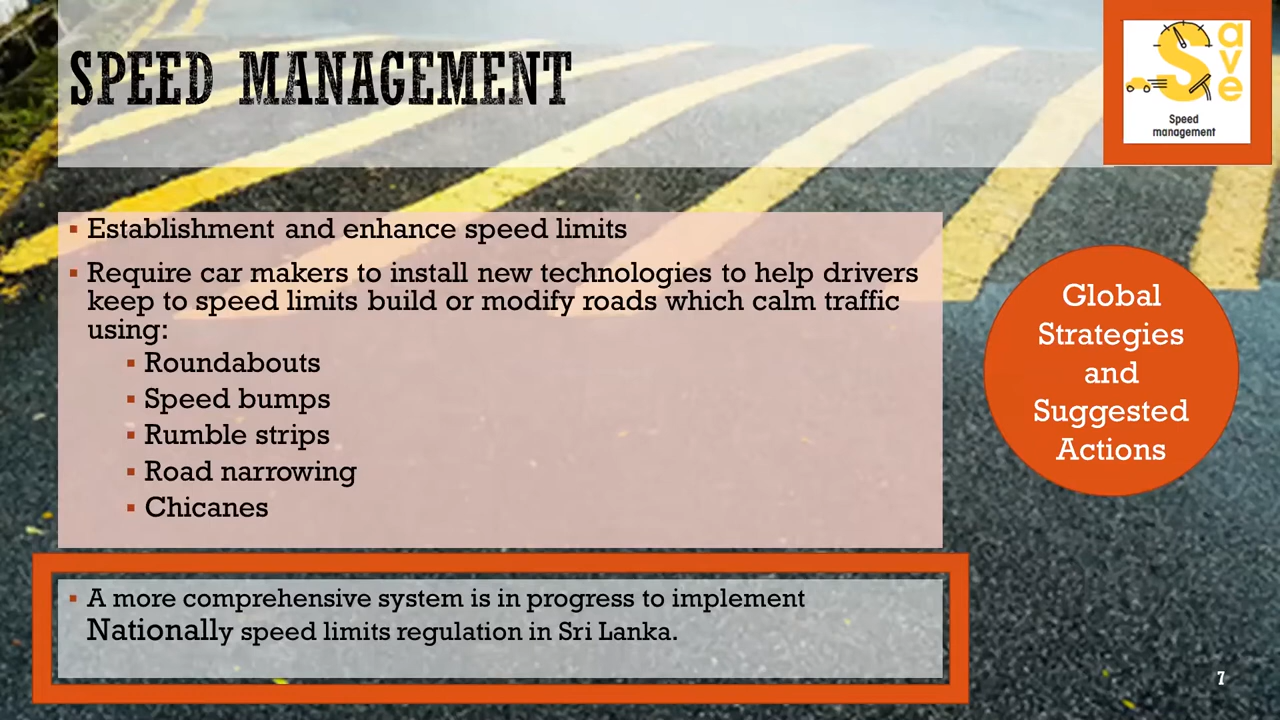 SPEED MANAGEMENT
Save
Speed
management
▪ Establishment and enhance speed limits
▪ Require car makers to install new technologies to help drivers
keep to speed limits build or modify roads which calm traffic
using:
▪ Roundabouts
▪ Speed bumps
▪ Rumble strips
▪ Road narrowing
▪ Chicanes
Global
Strategies
and
Suggested
Actions
▪ A more comprehensive system is in progress to implement
Nationally speed limits regulation in Sri Lanka.
7